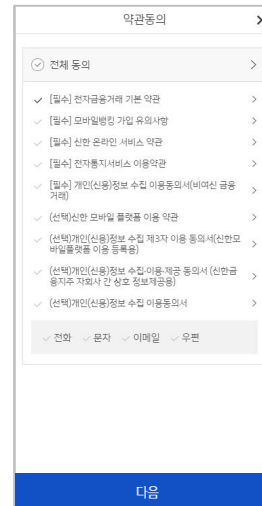 약관동의
전체 동의
[필수] 전자금융거래 기본 약관
[필수] 모바일뱅킹 가입 유의사항
[필수] 신한 온라인 서비스 약관
[필수] 전자통지서비스 이용약관
[필수] 개인(신용)정보 수집 이용동의서(비여신 금융
거래)
(선택)신한 모바일 플랫폼 이용 약관
(선택)개인(신용)정보 수집 제3자 이용 동의서(신한모
바일플랫폼 이용 등록용)
(선택)개인(신용)정보 수집·이용·제공 동의서 (신한금
융지주 자회사 간 상호 정보제공용)
(선택)개인(신용)정보 수집 이용동의서
전화 문자 이메일 우편
다음